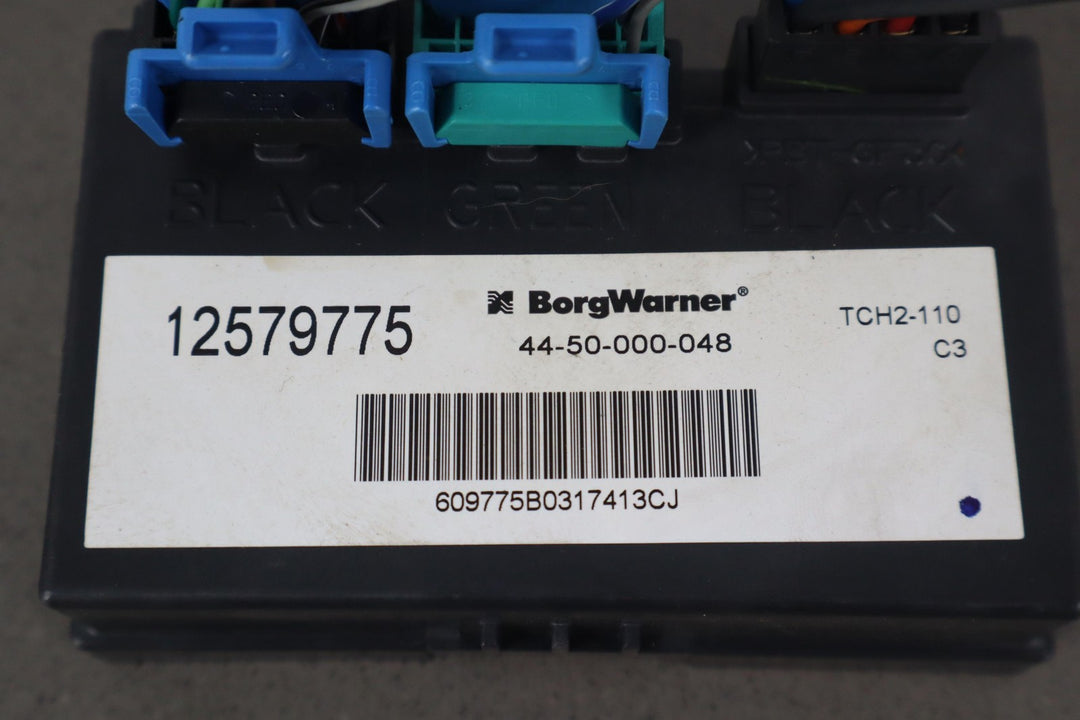 BLACK GREEN BLACK
12579775
BorgWarner®
44-50-000-048
TCH2-110
C3
609775B0317413CJ